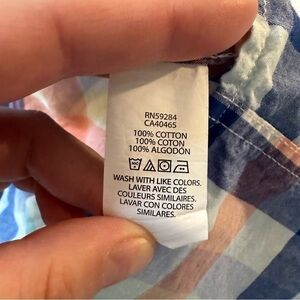 RN59284
CA40465
100% COTTON
100% COTON
100% ALGODÓN
WASH WITH LIKE COLORS.
LAVER AVEC DES
COULEURS SIMILAIRES.
LAVAR CON COLORES
SIMILARES.